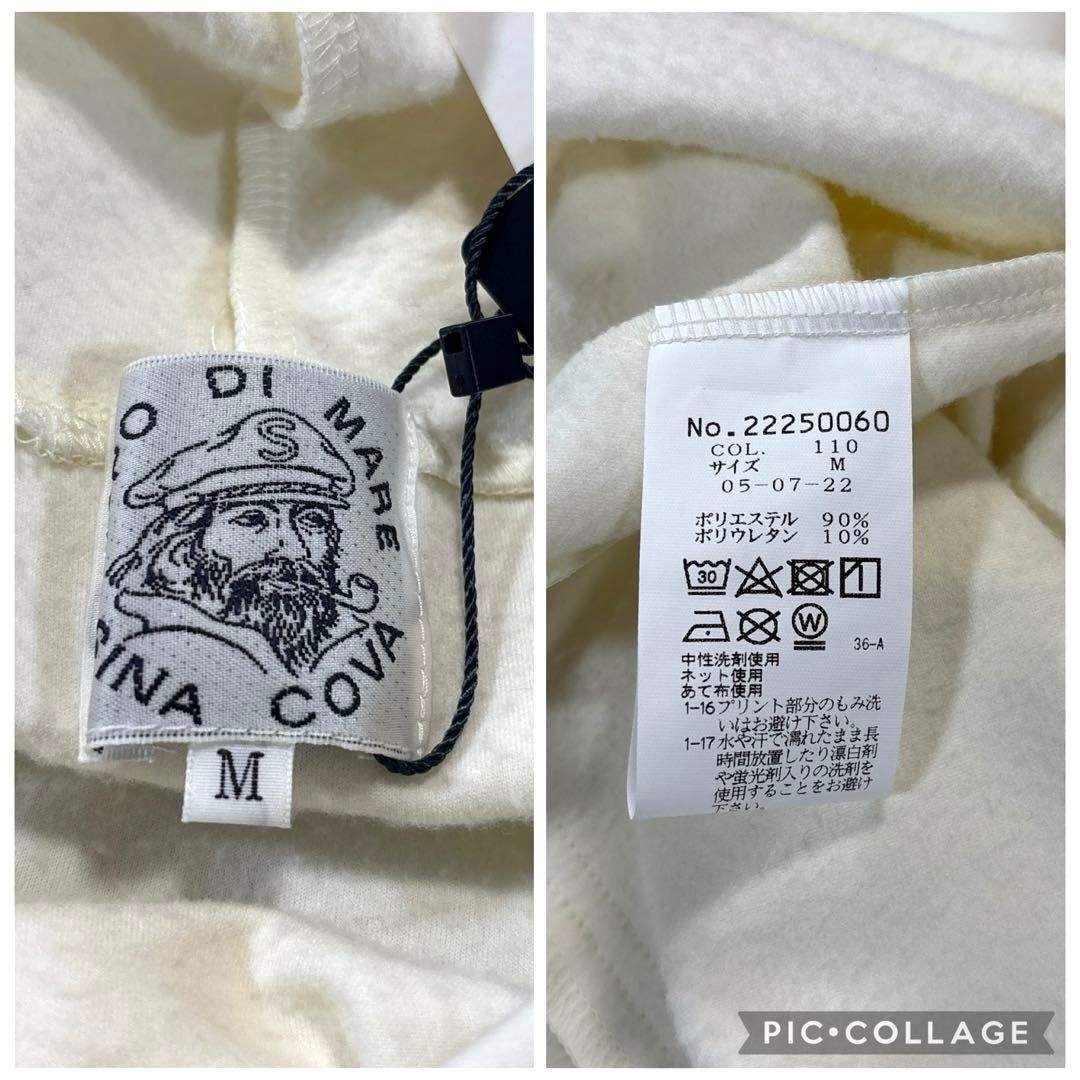 DI MARE
COVA
S
M
No.22250060
COL. 110
サイズ M
05-07-22
ポリエステル 90%
ポリウレタン 10%
30
W
36-A
中性洗剤使用
ネット使用
あて布使用
1-16プリント部分のもみ洗
いはお避け下さい。
1-17水や汗で濡れたまま長
時間放置したり漂白剤
や蛍光剤入りの洗剤を
使用することをお避け
下さい。
PIC•COLLAGE